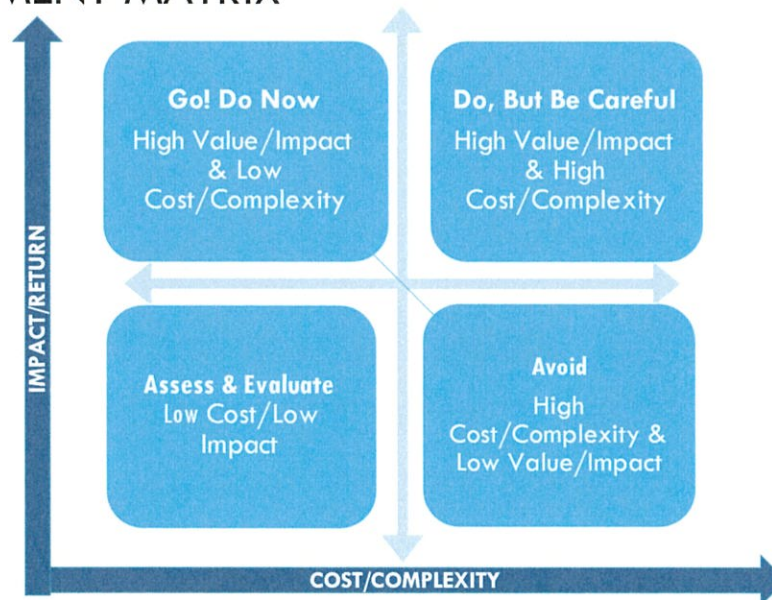 MATRIX
Go! Do Now
High Value/Impact
& Low
Cost/Complexity
Do, But Be Careful
High Value/Impact
& High
Cost/Complexity
IMPACT/RETURN
Assess & Evaluate
Low Cost/Low
Impact
Avoid
High
Cost/Complexity &
Low Value/Impact
COST/COMPLEXITY